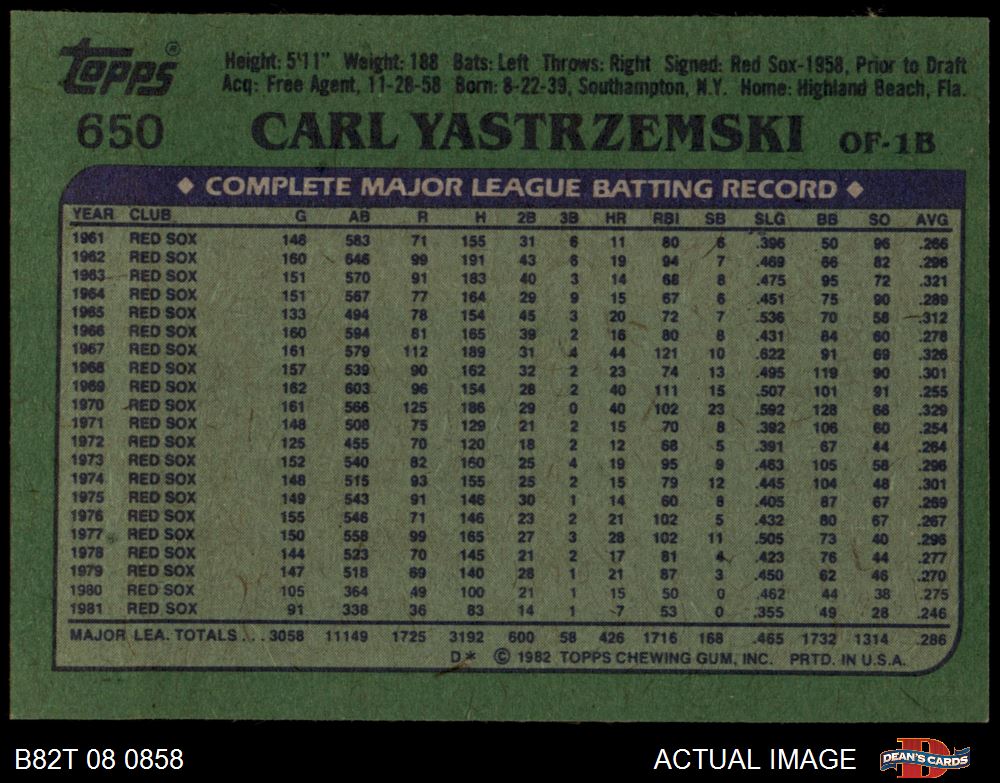 Topps®
Height: 5'11" Weight: 188 Bats: Left Throws: Right Signed: Red Sox-1958, Prior to Draft
Acq: Free Agent, 11-28-58 Born: 8-22-39, Southampton, N.Y. Home: Highland Beach, Fla.
650 CARL YASTRZEMSKI OF-1B
◆ COMPLETE MAJOR LEAGUE BATTING RECORD ◆
YEAR CLUB G AB R H 2B 3B HR RBI SB SLG BB SO AVG
1961 RED SOX 148 583 71 155 31 6 11 80 6 .396 50 96 .266
1962 RED SOX 160 646 99 191 43 6 19 94 7 .469 66 82 .296
1963 RED SOX 151 570 91 183 40 3 14 68 8 .475 95 72 .321
1964 RED SOX 151 567 77 164 29 9 15 67 6 .451 75 90 .289
1965 RED SOX 133 494 78 154 45 3 20 72 7 .536 70 58 .312
1966 RED SOX 160 594 81 165 39 2 16 80 8 .431 84 60 .278
1967 RED SOX 161 579 112 189 31 4 44 121 10 .622 91 69 .326
1968 RED SOX 157 539 90 162 32 2 23 74 13 .495 119 90 .301
1969 RED SOX 162 603 96 154 28 2 40 111 15 .507 101 91 .255
1970 RED SOX 161 566 125 186 29 0 40 102 23 .592 128 66 .329
1971 RED SOX 148 508 75 129 21 2 15 70 8 .392 106 60 .254
1972 RED SOX 125 455 70 120 18 2 12 68 5 .391 67 44 .264
1973 RED SOX 152 540 82 160 25 4 19 95 9 .463 105 58 .296
1974 RED SOX 148 515 93 155 25 2 15 79 12 .445 104 48 .301
1975 RED SOX 149 543 91 146 30 1 14 60 8 .405 87 67 .269
1976 RED SOX 155 546 71 146 23 2 21 102 5 .432 80 67 .267
1977 RED SOX 150 558 99 165 27 3 28 102 11 .505 73 40 .296
1978 RED SOX 144 523 70 145 21 2 17 81 4 .423 76 44 .277
1979 RED SOX 147 518 69 140 28 1 21 87 3 .450 62 46 .270
1980 RED SOX 105 364 49 100 21 1 15 50 0 .462 44 38 .275
1981 RED SOX 91 338 36 83 14 1 7 53 0 .355 49 28 .246
MAJOR LEA. TOTALS... 3058 11149 1725 3192 600 58 426 1716 168 .465 1732 1314 .286
D* © 1982 TOPPS CHEWING GUM, INC. PRTD. IN U.S.A.
B82T 08 0858 ACTUAL IMAGE DEAN'S CARDS